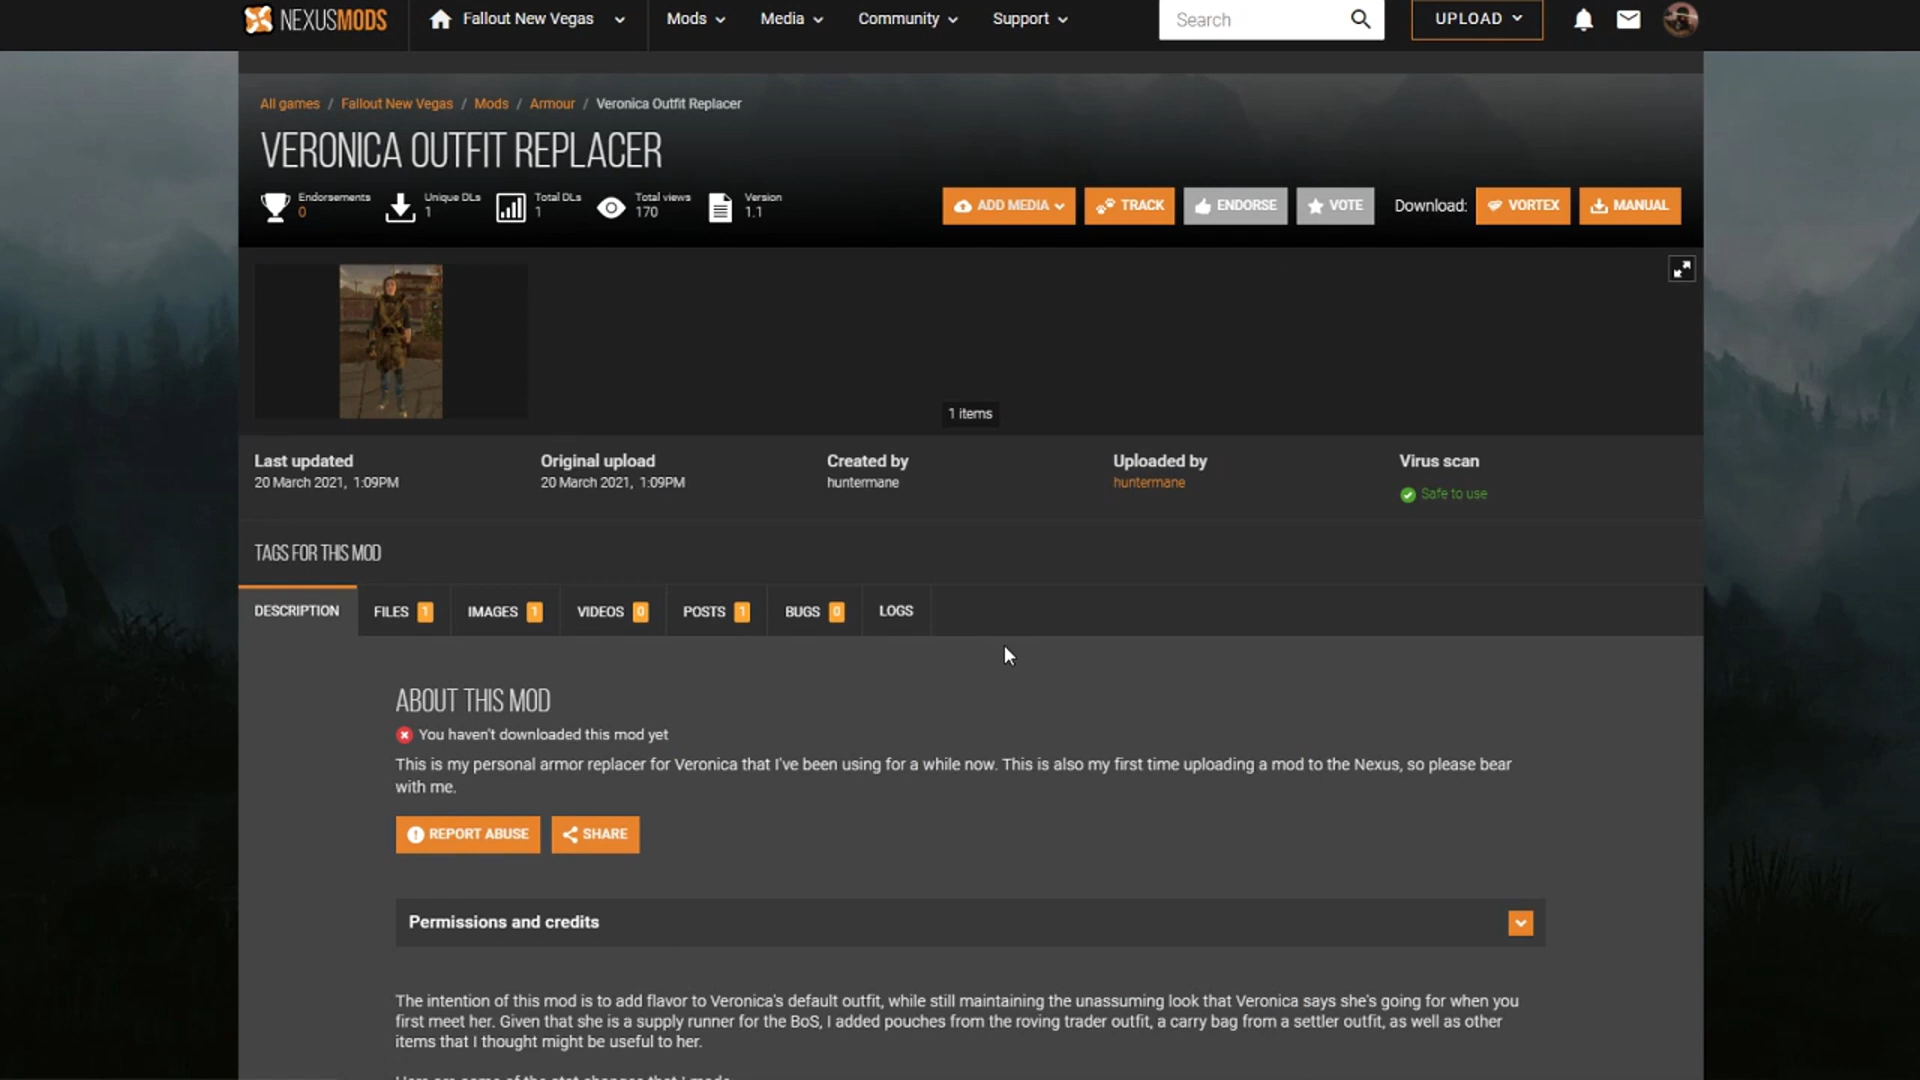 NEXUSMODS
Fallout New Vegas
Mods
Media
Community
Support
Search
UPLOAD
All games / Fallout New Vegas / Mods / Armour / Veronica Outfit Replacer
VERONICA OUTFIT REPLACER
Endorsements
0
Unique DLs
1
Total DLs
1
Total views
170
Version
1.1
ADD MEDIA
TRACK
ENDORSE
VOTE
Download:
VORTEX
MANUAL
1 items
Last updated
20 March 2021, 1:09PM
Original upload
20 March 2021, 1:09PM
Created by
huntermane
Uploaded by
huntermane
Virus scan
Safe to use
TAGS FOR THIS MOD
DESCRIPTION
FILES 1
IMAGES 1
VIDEOS 0
POSTS 1
BUGS 0
LOGS
ABOUT THIS MOD
You haven't downloaded this mod yet
This is my personal armor replacer for Veronica that I've been using for a while now. This is also my first time uploading a mod to the Nexus, so please bear
with me.
REPORT ABUSE
SHARE
Permissions and credits
The intention of this mod is to add flavor to Veronica's default outfit, while still maintaining the unassuming look that Veronica says she's going for when you
first meet her. Given that she is a supply runner for the BoS, I added pouches from the roving trader outfit, a carry bag from a settler outfit, as well as other
items that I thought might be useful to her.
Here are some of the stat changes that I made